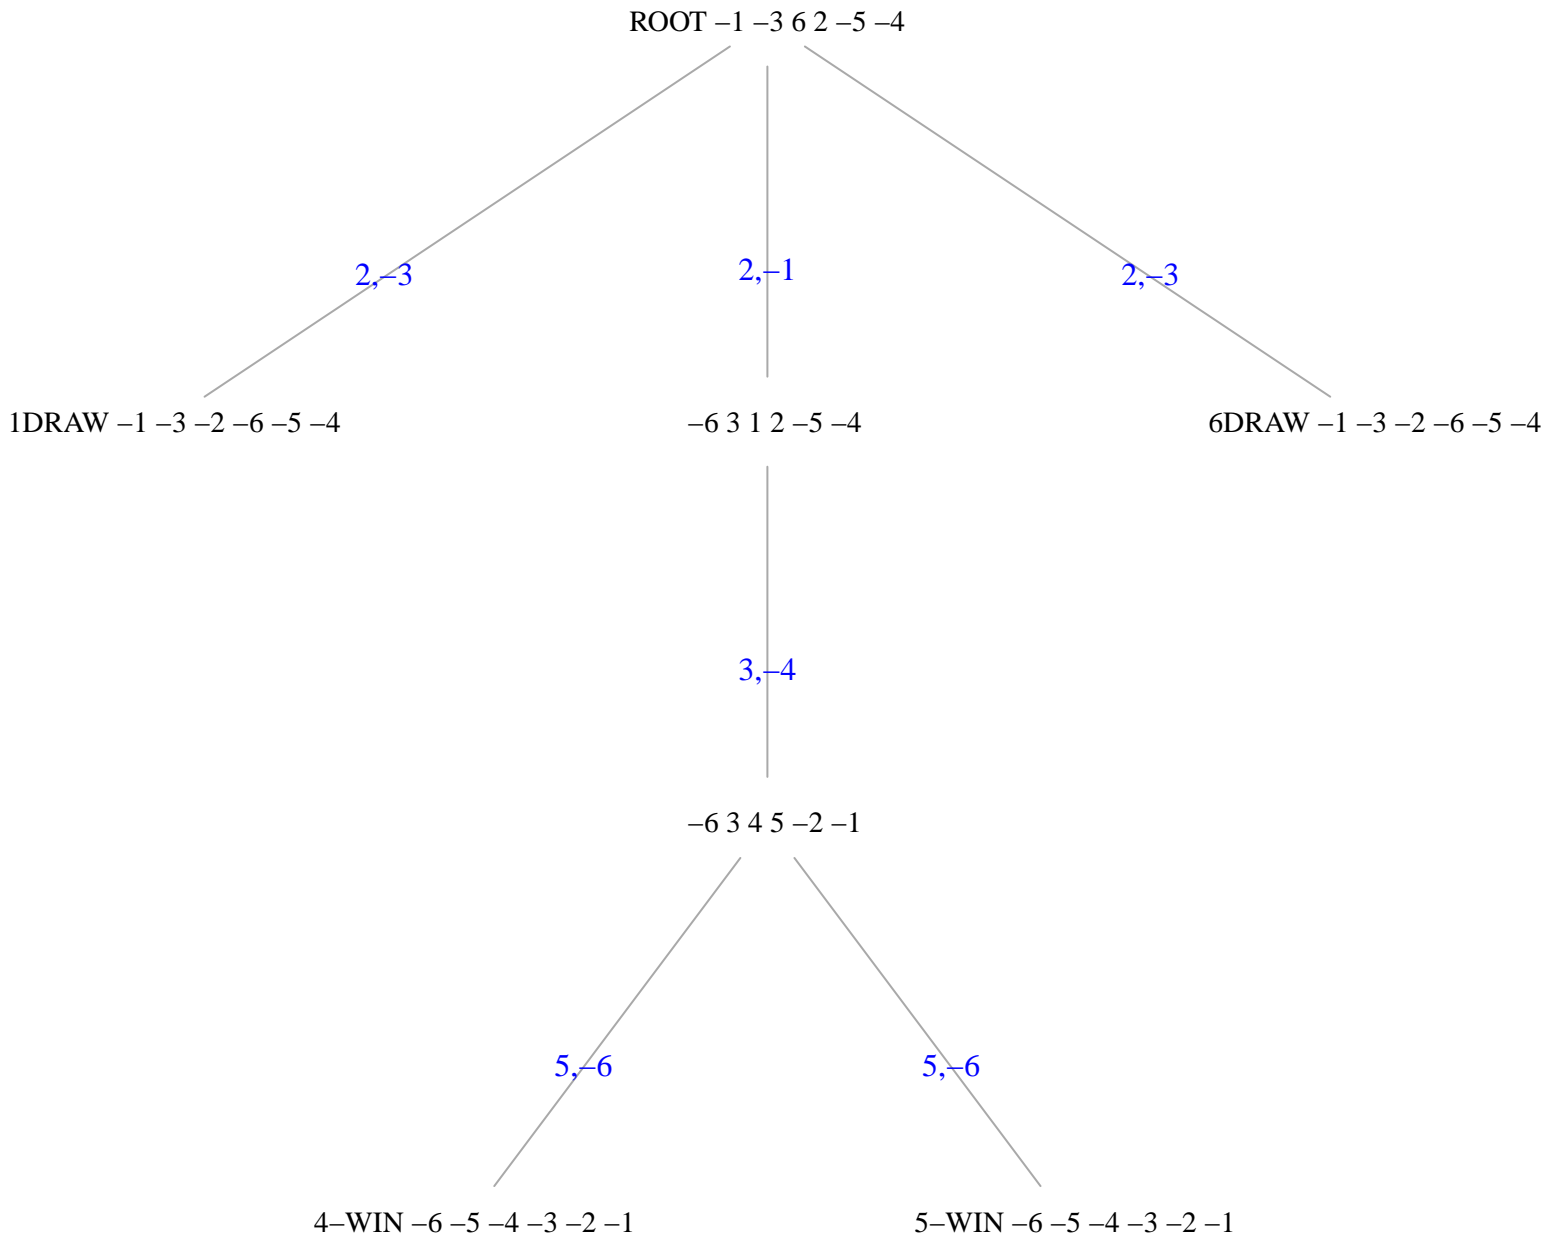 ROOT –1 –3 6 2 –5 –4
2,–3
2,–1
2,–3
1DRAW –1 –3 –2 –6 –5 –4
–6 3 1 2 –5 –4
6DRAW –1 –3 –2 –6 –5 –4
3,–4
–6 3 4 5 –2 –1
5,–6
5,–6
4–WIN –6 –5 –4 –3 –2 –1
5–WIN –6 –5 –4 –3 –2 –1